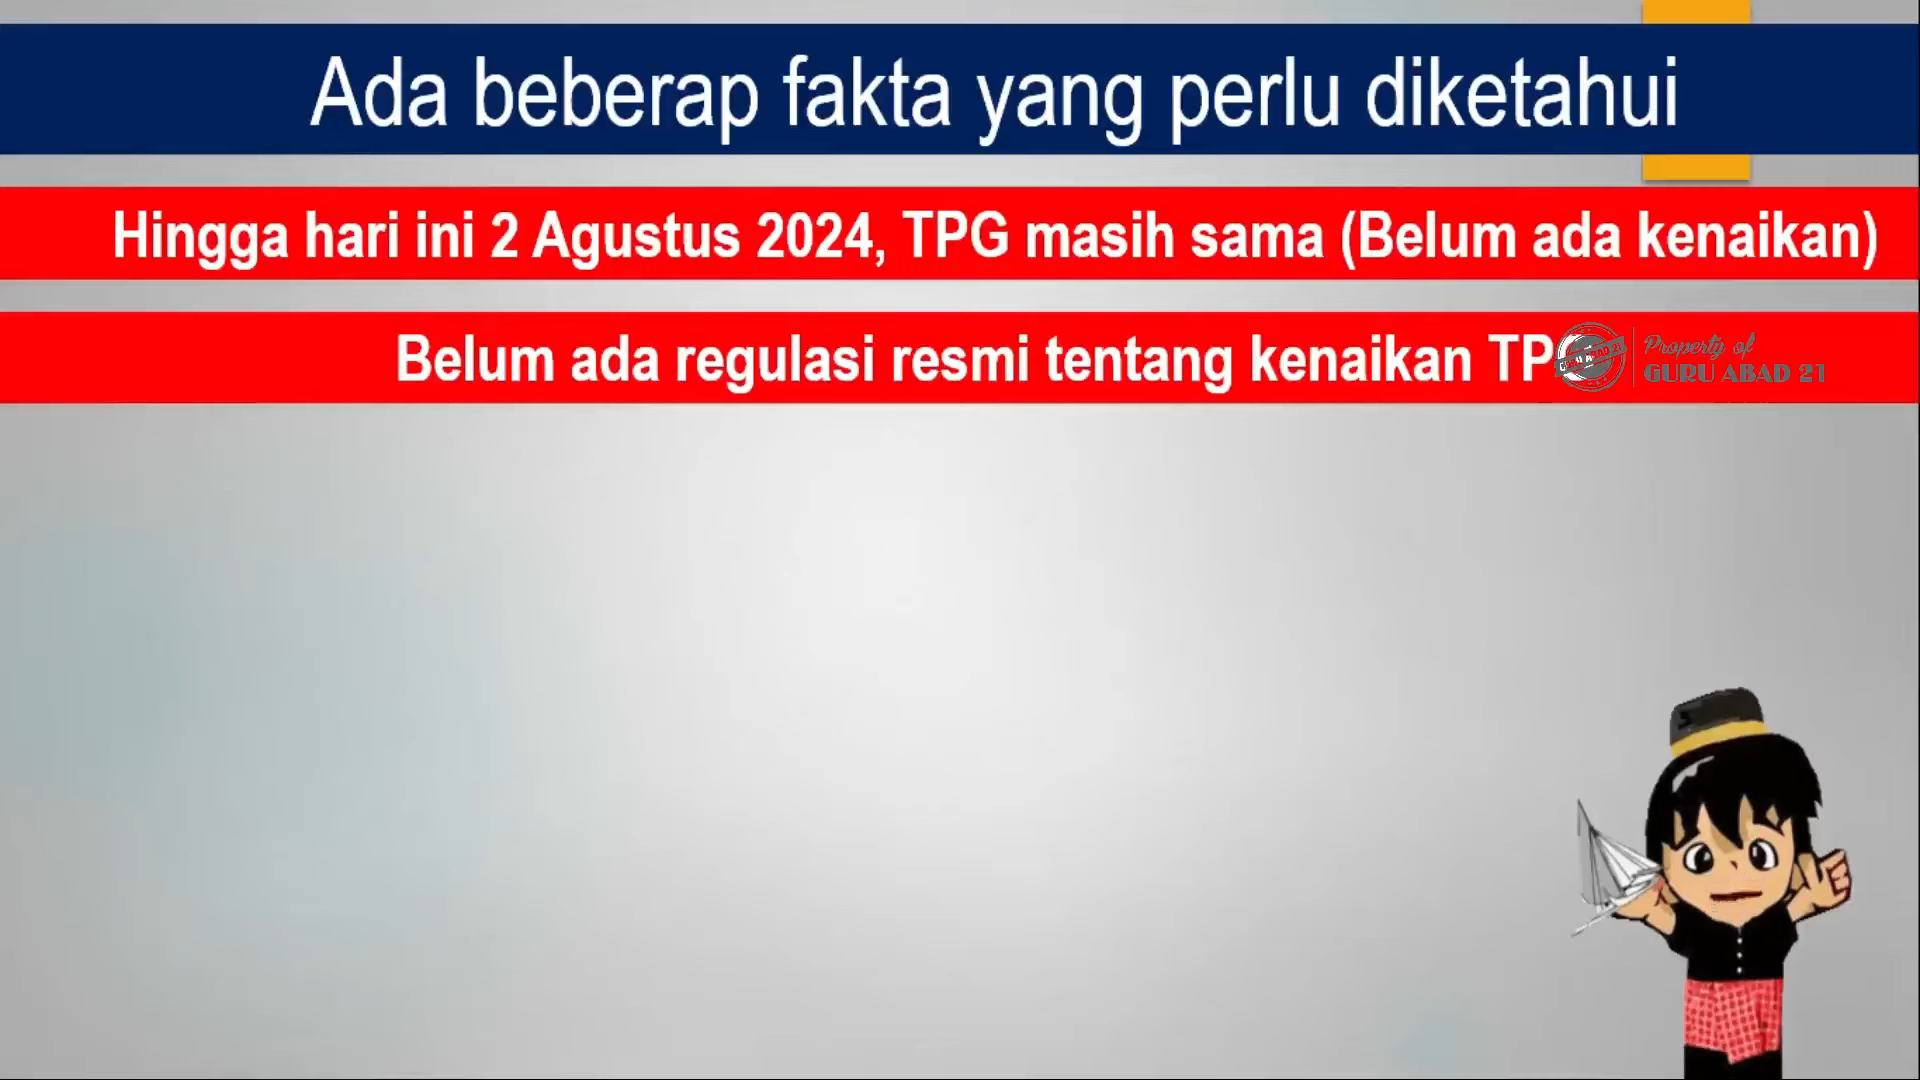 Ada beberap fakta yang perlu diketahui
Hingga hari ini 2 Agustus 2024, TPG masih sama (Belum ada kenaikan)
Belum ada regulasi resmi tentang kenaikan TPG
Property of
GURU ABAD 21